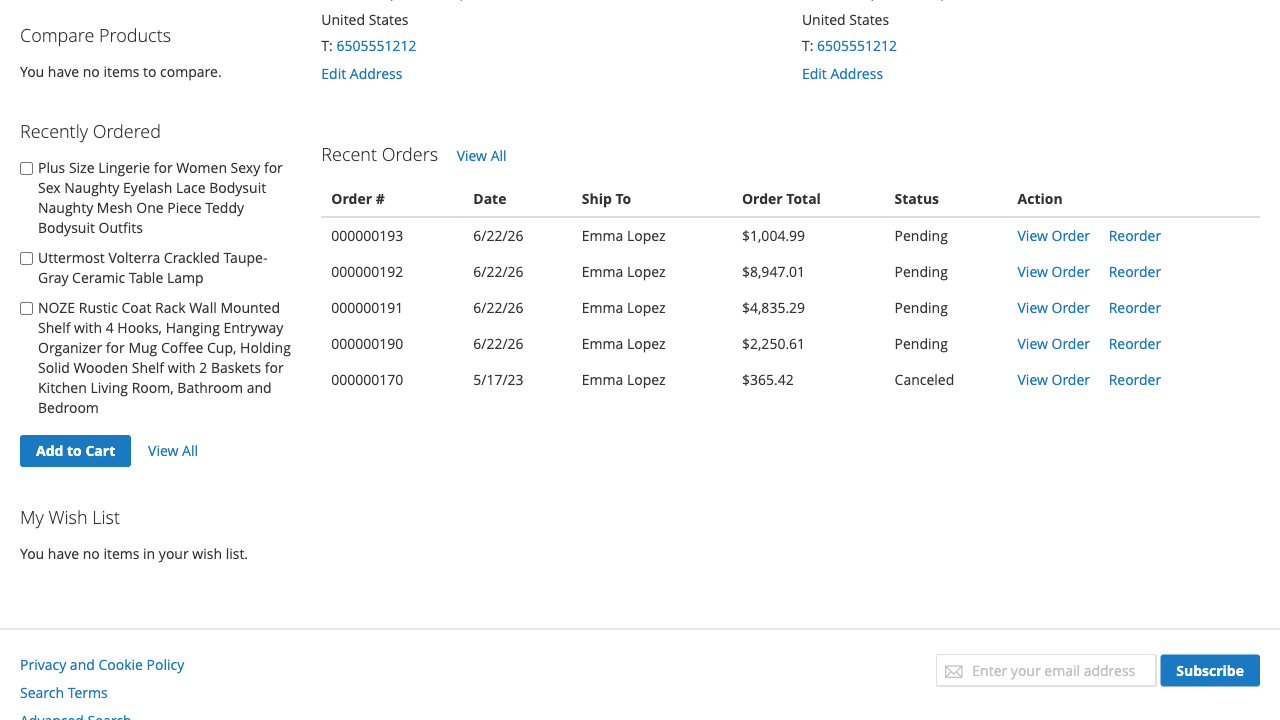 Compare Products
You have no items to compare.
Recently Ordered
Plus Size Lingerie for Women Sexy for
Sex Naughty Eyelash Lace Bodysuit
Naughty Mesh One Piece Teddy
Bodysuit Outfits
Uttermost Volterra Crackled Taupe-
Gray Ceramic Table Lamp
NOZE Rustic Coat Rack Wall Mounted
Shelf with 4 Hooks, Hanging Entryway
Organizer for Mug Coffee Cup, Holding
Solid Wooden Shelf with 2 Baskets for
Kitchen Living Room, Bathroom and
Bedroom
Add to Cart View All
My Wish List
You have no items in your wish list.
United States
T: 6505551212
Edit Address
United States
T: 6505551212
Edit Address
Recent Orders View All
Order # Date Ship To Order Total Status Action
000000193 6/22/26 Emma Lopez $1,004.99 Pending View Order Reorder
000000192 6/22/26 Emma Lopez $8,947.01 Pending View Order Reorder
000000191 6/22/26 Emma Lopez $4,835.29 Pending View Order Reorder
000000190 6/22/26 Emma Lopez $2,250.61 Pending View Order Reorder
000000170 5/17/23 Emma Lopez $365.42 Canceled View Order Reorder
Privacy and Cookie Policy
Search Terms
Advanced Search
Enter your email address Subscribe